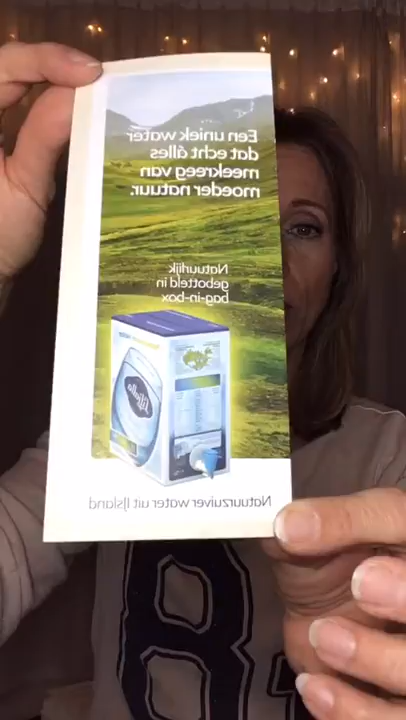 Een uniek water
dat echt álles
meekreeg van
moeder natuur.
Natuurlijk
gebotteld in
bag-in-box
Natuurzuiver water uit IJsland